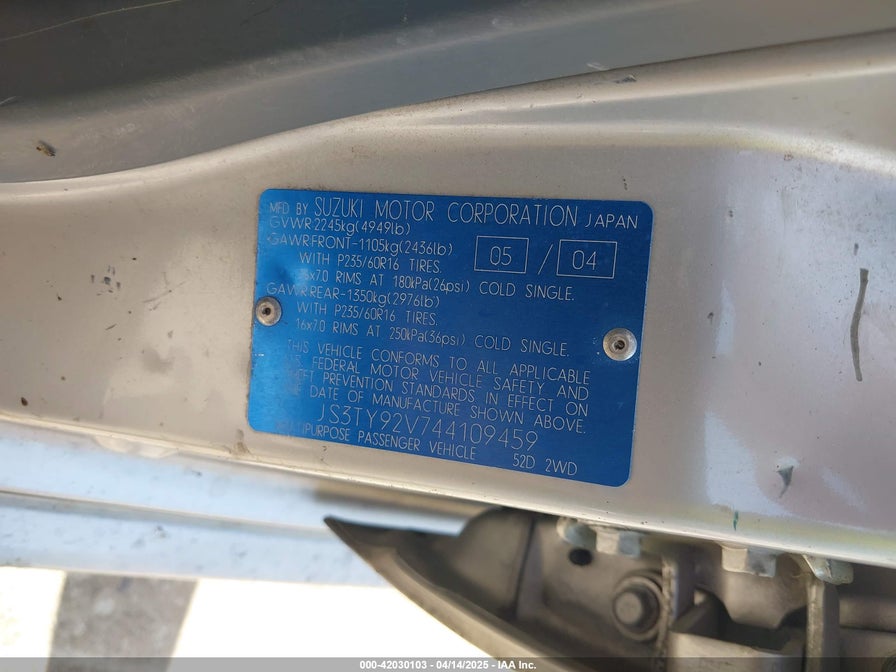 MFD BY SUZUKI MOTOR CORPORATION JAPAN
GVWR 2245kg(4949lb)
GAWR:FRONT-1105kg(2436lb) 05 / 04
WITH P235/60R16 TIRES.
16x7.0 RIMS AT 180kPa(26psi) COLD SINGLE.
GAWR:REAR-1350kg(2976lb)
WITH P235/60R16 TIRES.
16x7.0 RIMS AT 250kPa(36psi) COLD SINGLE.
THIS VEHICLE CONFORMS TO ALL APPLICABLE
FEDERAL MOTOR VEHICLE SAFETY AND
THEFT PREVENTION STANDARDS IN EFFECT ON
THE DATE OF MANUFACTURE SHOWN ABOVE.
JS3TY92V744109459
PASSENGER VEHICLE 52D 2WD
000-42030103 - 04/14/2025 - IAA Inc.